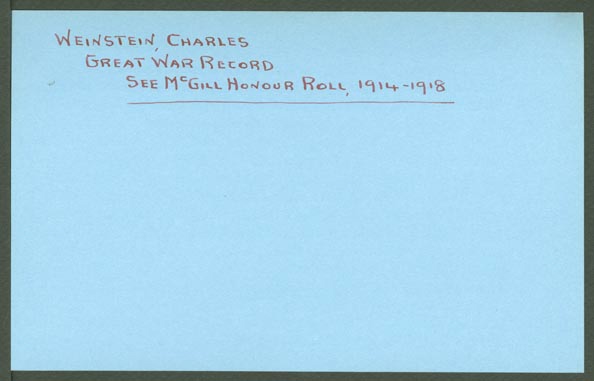 WEINSTEIN, CHARLES
GREAT WAR RECORD
SEE McGILL HONOUR ROLL, 1914-1918